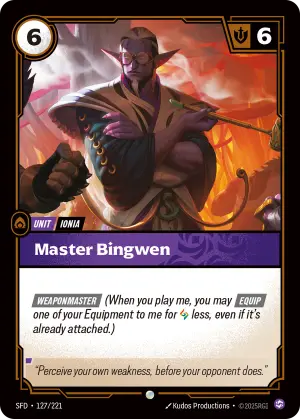 6
6
UNIT IONIA
Master Bingwen
WEAPONMASTER (When you play me, you may EQUIP
one of your Equipment to me for less, even if it's
already attached.)
"Perceive your own weakness, before your opponent does."
SFD • 127/221
Kudos Productions • ©2025RGI